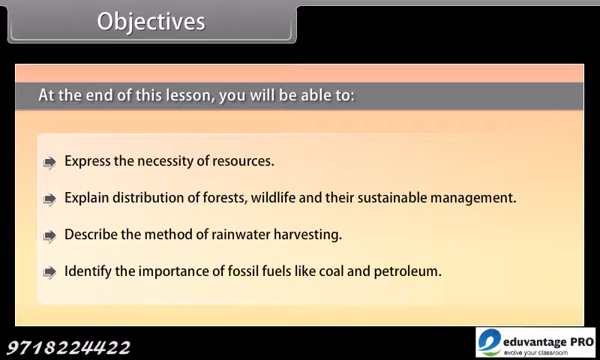 Objectives
At the end of this lesson, you will be able to:
Express the necessity of resources.
Explain distribution of forests, wildlife and their sustainable management.
Describe the method of rainwater harvesting.
Identify the importance of fossil fuels like coal and petroleum.
9718224422
eduvantage PRO
evolve your classroom